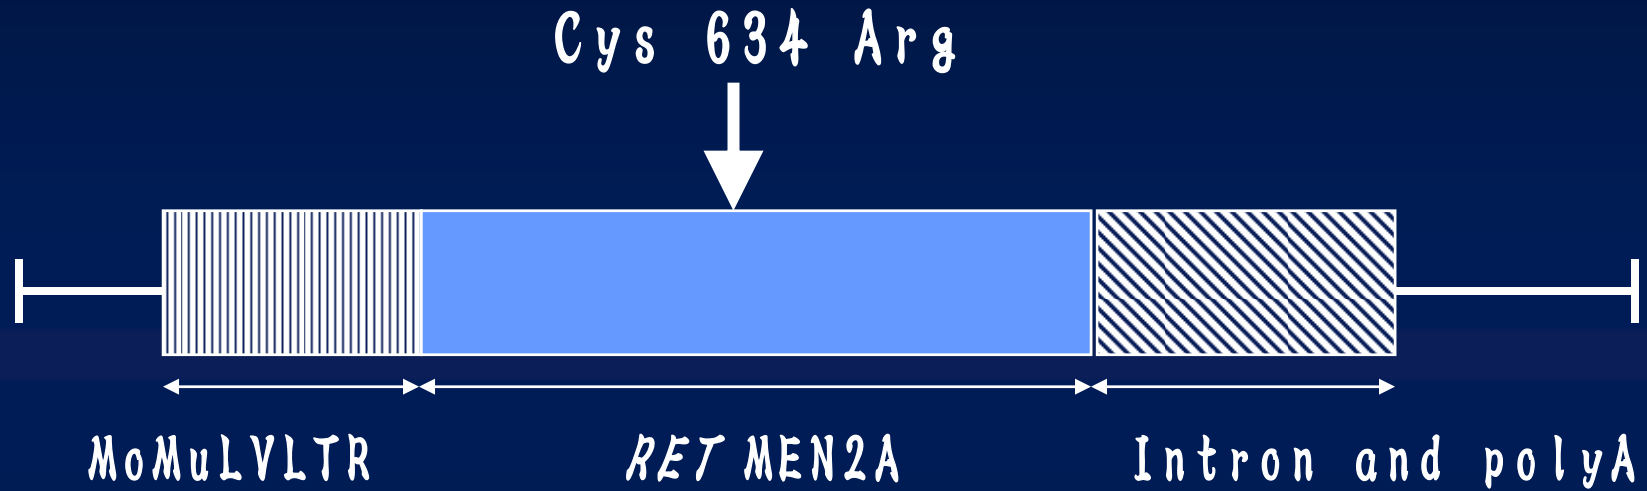 Cys 634 Arg
MoMuLVLTR
RET MEN2A
Intron and polyA